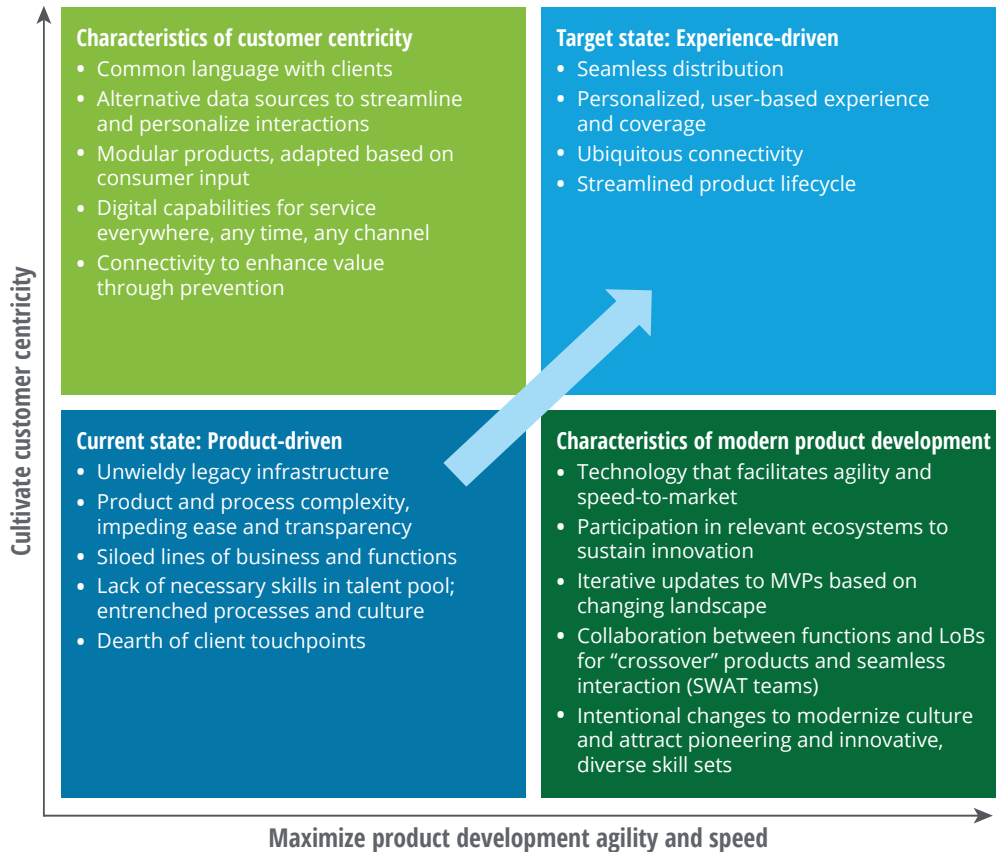 Cultivate customer centricity
Characteristics of customer centricity
• Common language with clients
• Alternative data sources to streamline
and personalize interactions
• Modular products, adapted based on
consumer input
• Digital capabilities for service
everywhere, any time, any channel
• Connectivity to enhance value
through prevention
Target state: Experience-driven
• Seamless distribution
• Personalized, user-based experience
and coverage
• Ubiquitous connectivity
• Streamlined product lifecycle
Current state: Product-driven
• Unwieldy legacy infrastructure
• Product and process complexity,
impeding ease and transparency
• Siloed lines of business and functions
• Lack of necessary skills in talent pool;
entrenched processes and culture
• Dearth of client touchpoints
Characteristics of modern product development
• Technology that facilitates agility and
speed-to-market
• Participation in relevant ecosystems to
sustain innovation
• Iterative updates to MVPs based on
changing landscape
• Collaboration between functions and LoBs
for “crossover” products and seamless
interaction (SWAT teams)
• Intentional changes to modernize culture
and attract pioneering and innovative,
diverse skill sets
Maximize product development agility and speed